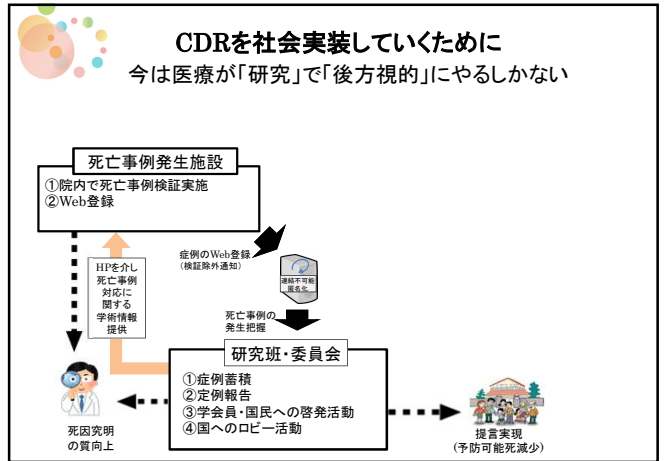 CDRを社会実装していくために
今は医療が「研究」で「後方視的」にやるしかない
死亡事例発生施設
①院内で死亡事例検証実施
②Web登録
症例のWeb登録
(検証除外通知)
HPを介し
死亡事例
対応に
関する
学術情報
提供
連結不可能
匿名化
死亡事例の
発生把握
研究班・委員会
①症例蓄積
②定例報告
③学会員・国民への啓発活動
④国へのロビー活動
死因究明
の質向上
提言実現
(予防可能死減少)